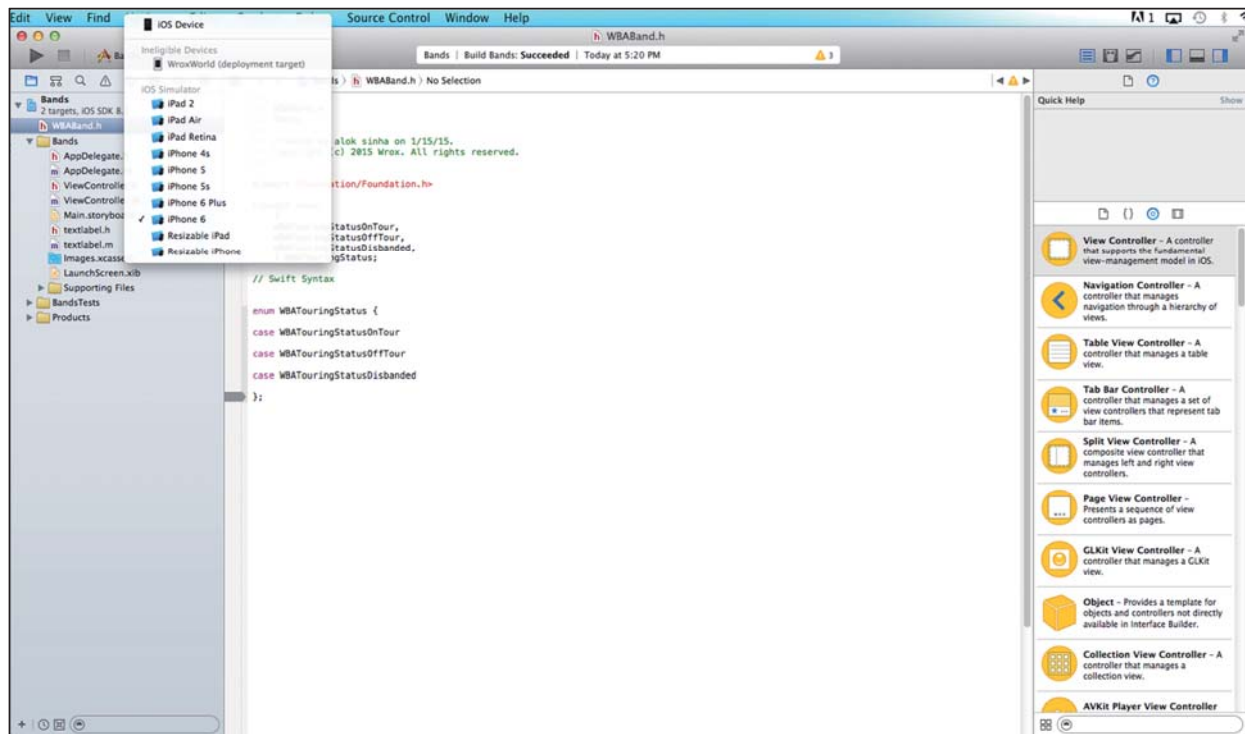 Edit View Find Source Control Window Help
1
WBABand.h
Bands | Build Bands: Succeeded | Today at 5:20 PM
3
iOS Device
Ineligible Devices
WroxWorld (deployment target)
iOS Simulator
iPad 2
iPad Air
iPad Retina
iPhone 4s
iPhone 5
iPhone 5s
iPhone 6 Plus
iPhone 6
Resizable iPad
Resizable iPhone
Bands
2 targets, iOS SDK 8.
WBABand.h
Bands
AppDelegate.
AppDelegate.
ViewControlle
ViewControlle
Main.storyboa
textlabel.h
textlabel.m
Images.xcasse
LaunchScreen.xib
Supporting Files
BandsTests
Products
WBABand.h > No Selection
alok sinha on 1/15/15.
(c) 2015 Wrox. All rights reserved.
StatusOnTour,
StatusOffTour,
StatusDisbanded,
Status;
// Swift Syntax
enum WBATouringStatus {
case WBATouringStatusOnTour
case WBATouringStatusOffTour
case WBATouringStatusDisbanded
};
Quick Help Show
View Controller – A controller
that supports the fundamental
view-management model in iOS.
Navigation Controller – A
controller that manages
navigation through a hierarchy of
views.
Table View Controller – A
controller that manages a table
view.
Tab Bar Controller – A
controller that manages a set of
view controllers that represent tab
bar items.
Split View Controller – A
composite view controller that
manages left and right view
controllers.
Page View Controller –
Presents a sequence of view
controllers as pages.
GLKit View Controller – A
controller that manages a GLKit
view.
Object – Provides a template for
objects and controllers not directly
available in Interface Builder.
Collection View Controller – A
controller that manages a
collection view.
AVKit Player View Controller